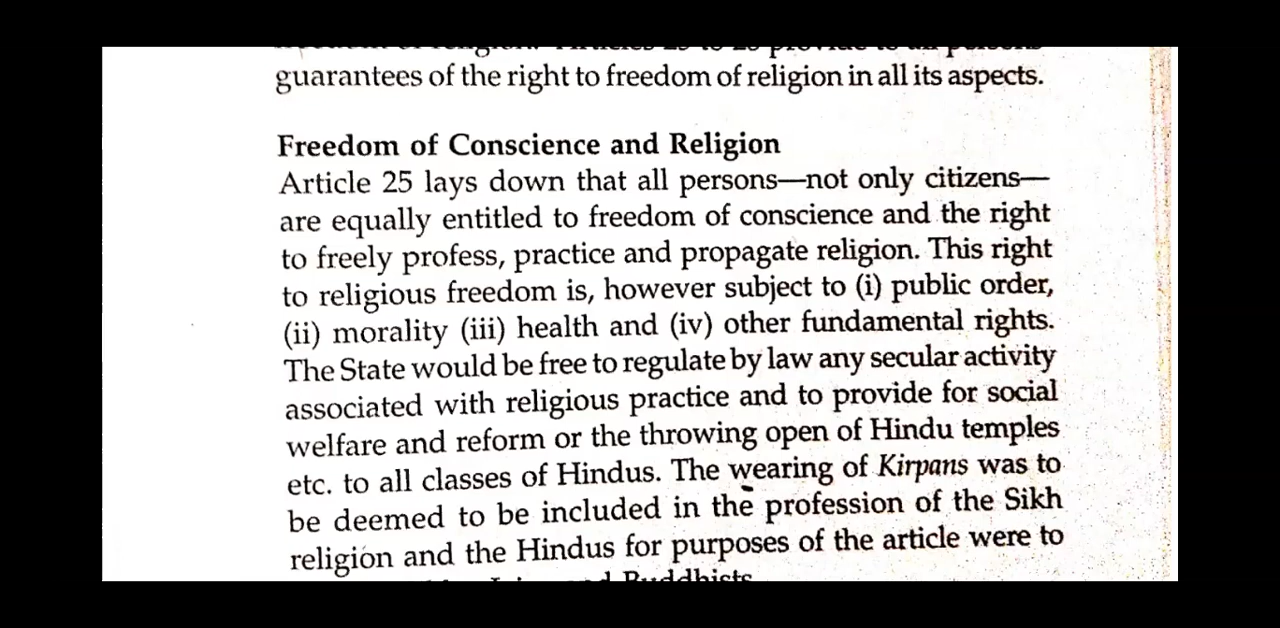 guarantees of the right to freedom of religion in all its aspects.
Freedom of Conscience and Religion
Article 25 lays down that all persons—not only citizens—
are equally entitled to freedom of conscience and the right
to freely profess, practice and propagate religion. This right
to religious freedom is, however subject to (i) public order,
(ii) morality (iii) health and (iv) other fundamental rights.
The State would be free to regulate by law any secular activity
associated with religious practice and to provide for social
welfare and reform or the throwing open of Hindu temples
etc. to all classes of Hindus. The wearing of Kirpans was to
be deemed to be included in the profession of the Sikh
religion and the Hindus for purposes of the article were to
Buddhists